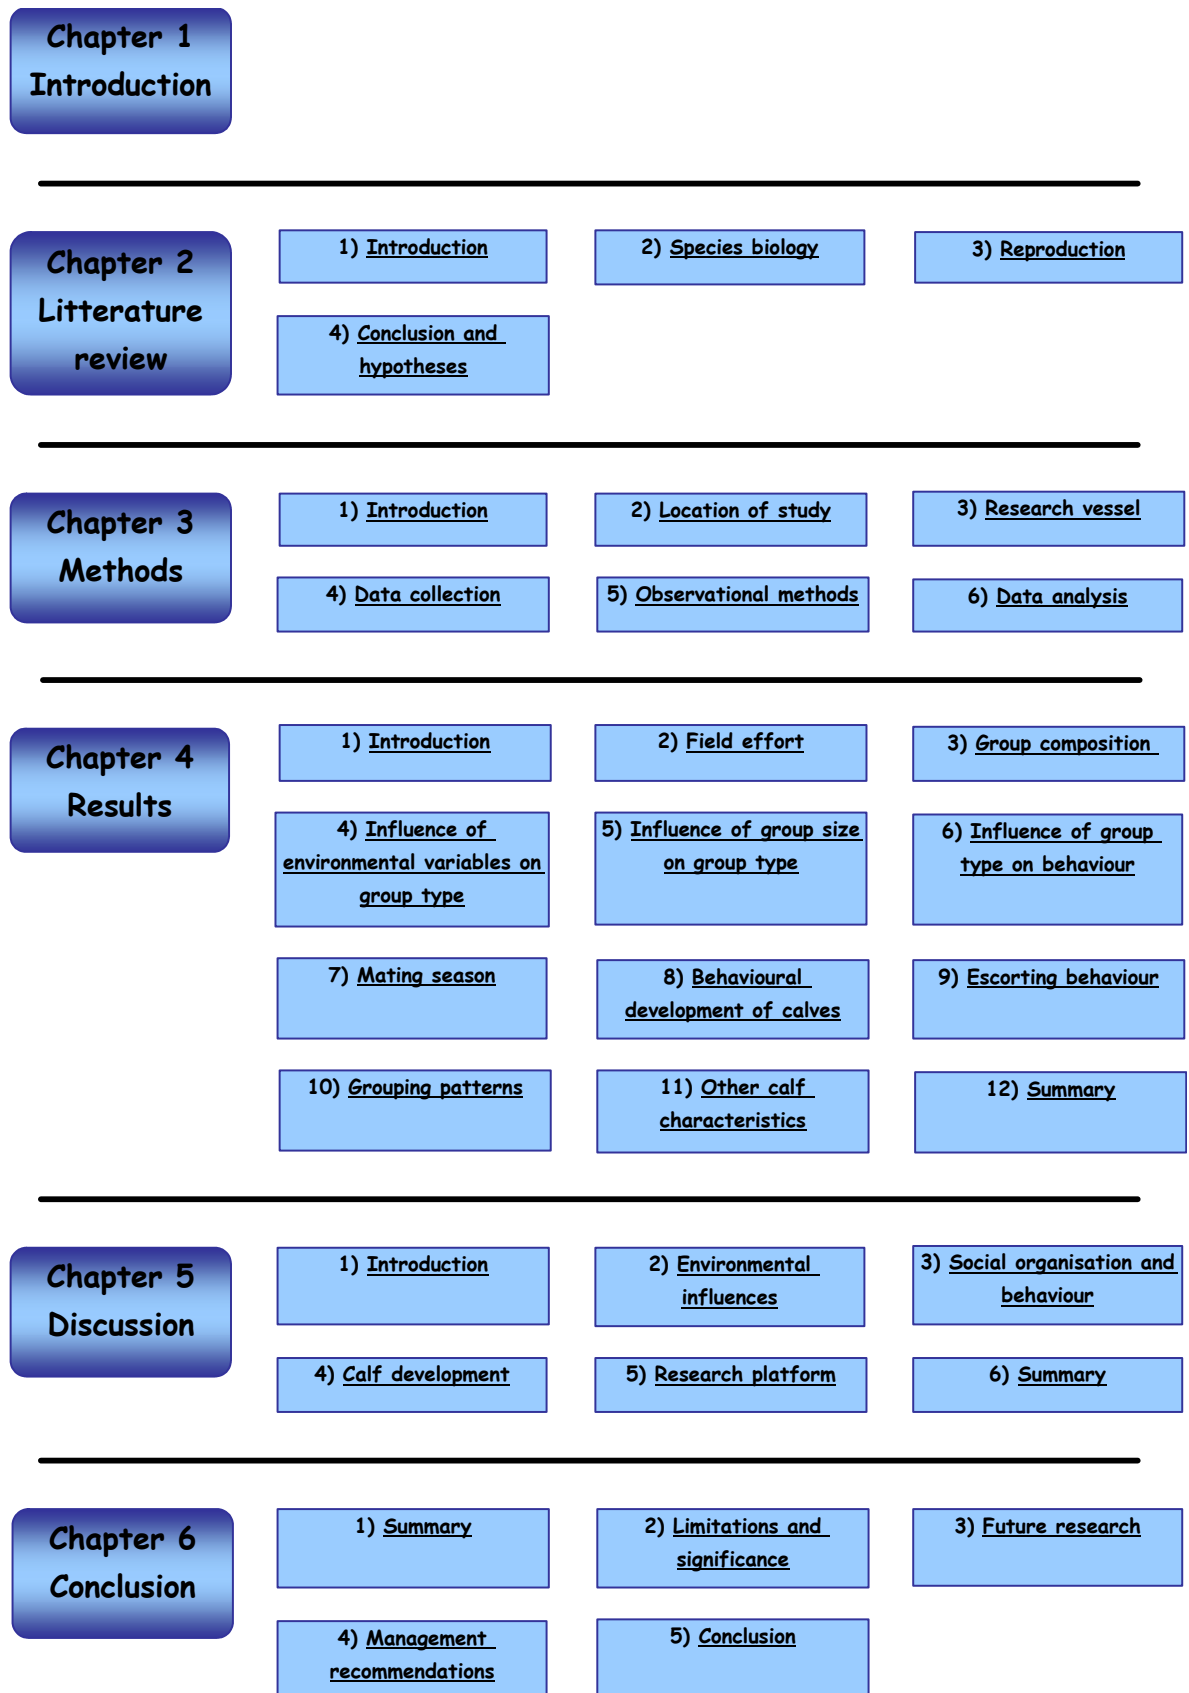 Chapter 1
Introduction
Chapter 2
Litterature
review
1) Introduction
2) Species biology
3) Reproduction
4) Conclusion and
hypotheses
Chapter 3
Methods
1) Introduction
2) Location of study
3) Research vessel
4) Data collection
5) Observational methods
6) Data analysis
Chapter 4
Results
1) Introduction
2) Field effort
3) Group composition
4) Influence of
environmental variables on
group type
5) Influence of group size
on group type
6) Influence of group
type on behaviour
7) Mating season
8) Behavioural
development of calves
9) Escorting behaviour
10) Grouping patterns
11) Other calf
characteristics
12) Summary
Chapter 5
Discussion
1) Introduction
2) Environmental
influences
3) Social organisation and
behaviour
4) Calf development
5) Research platform
6) Summary
Chapter 6
Conclusion
1) Summary
2) Limitations and
significance
3) Future research
4) Management
recommendations
5) Conclusion